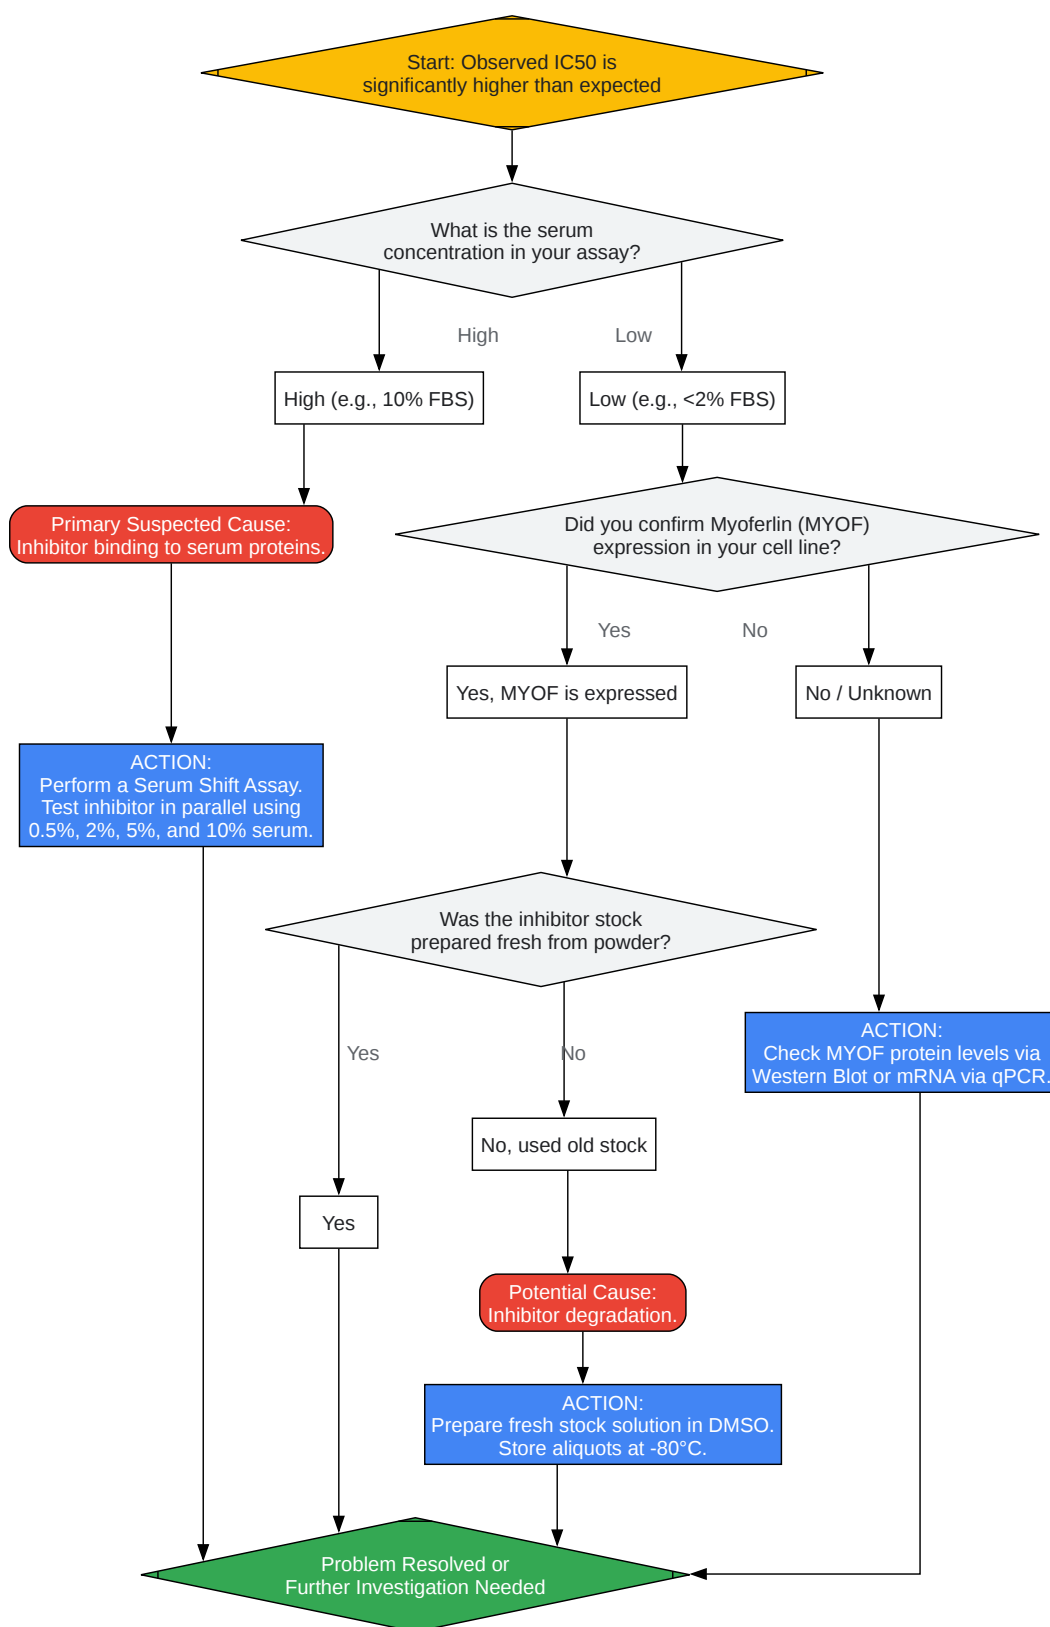 Start: Observed IC50 is
significantly higher than expected
What is the serum
concentration in your assay?
High
Low
High (e.g., 10% FBS)
Low (e.g., <2% FBS)
Primary Suspected Cause:
Inhibitor binding to serum proteins.
Did you confirm Myoferlin (MYOF)
expression in your cell line?
Yes
No
Yes, MYOF is expressed
No / Unknown
ACTION:
Perform a Serum Shift Assay.
Test inhibitor in parallel using
0.5%, 2%, 5%, and 10% serum.
Was the inhibitor stock
prepared fresh from powder?
Yes
No
ACTION:
Check MYOF protein levels via
Western Blot or mRNA via qPCR.
No, used old stock
Yes
Potential Cause:
Inhibitor degradation.
ACTION:
Prepare fresh stock solution in DMSO.
Store aliquots at -80°C.
Problem Resolved or
Further Investigation Needed